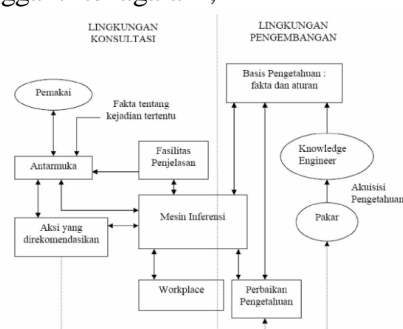 LINGKUNGAN
KONSULTASI
LINGKUNGAN
PENGEMBANGAN
Basis Pengetahuan :
fakta dan aturan
Pemakai
Fakta tentang
kejadian tertentu
Fasilitas
Penjelasan
Knowledge
Engineer
Antarmuka
Akuisisi
Pengetahuan
Mesin Inferensi
Pakar
Aksi yang
direkomendasikan
Workplace
Perbaikan
Pengetahuan